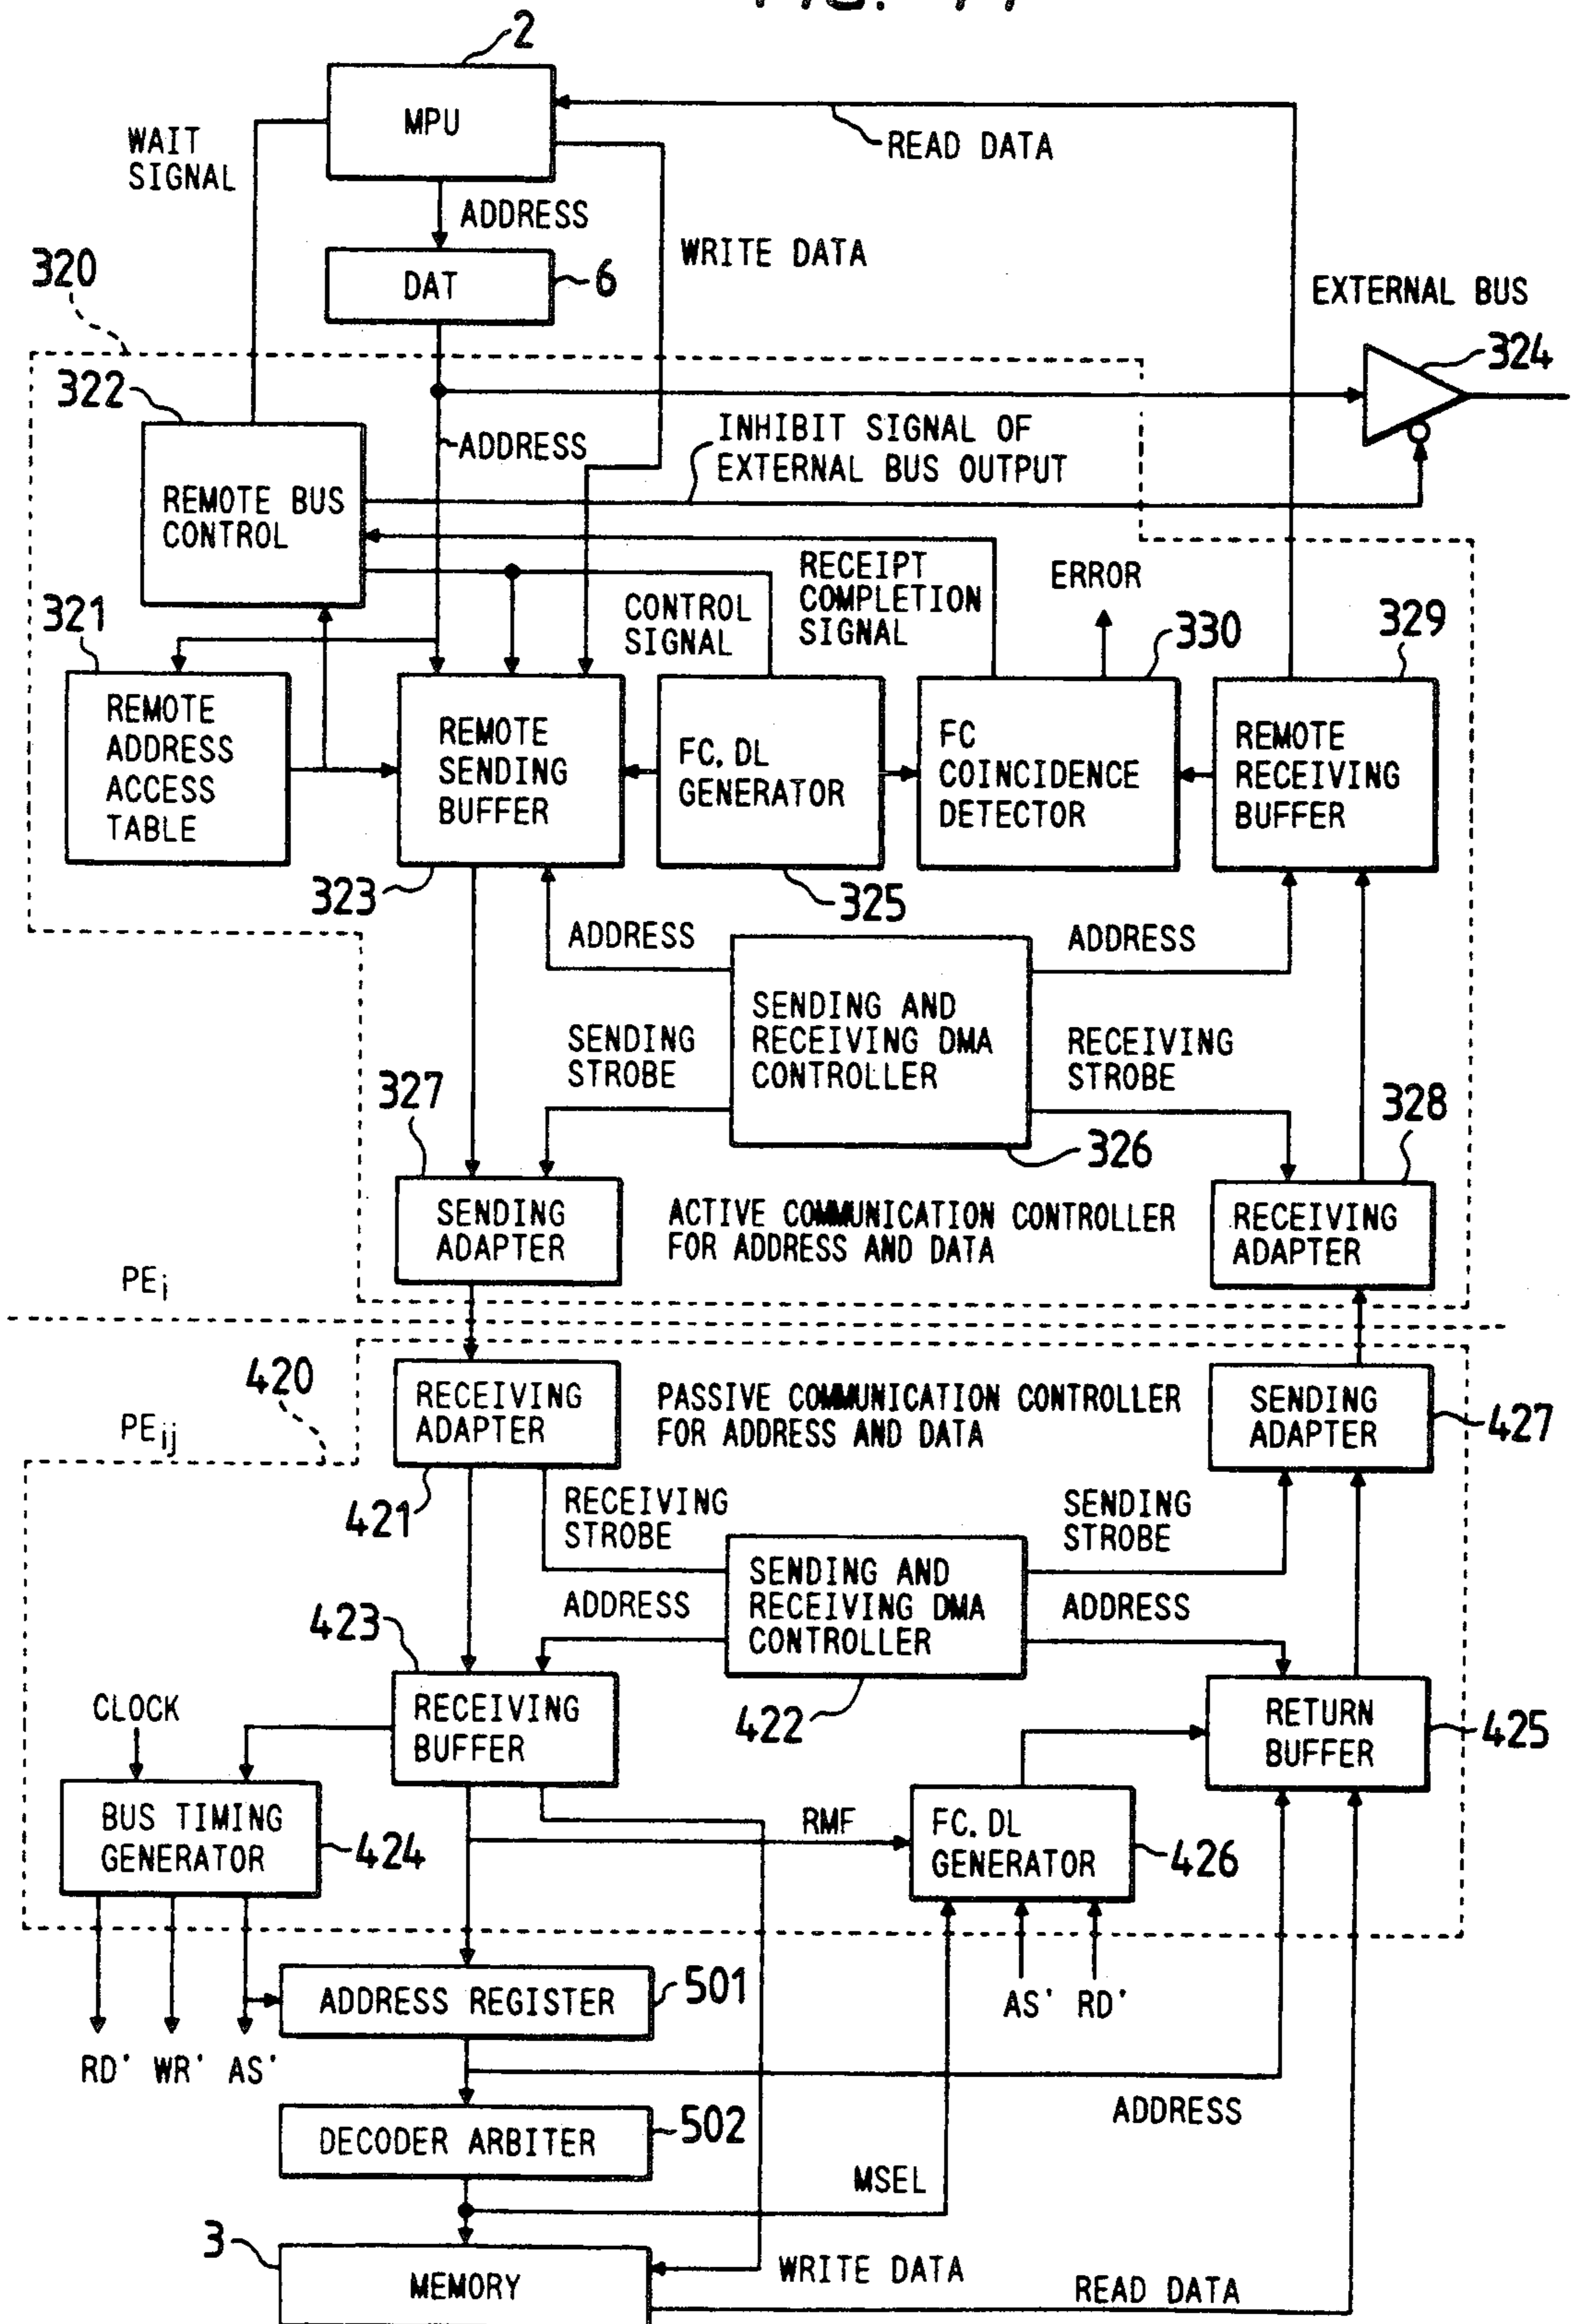 2
MPU
WAIT
SIGNAL
READ DATA
ADDRESS
WRITE DATA
DAT
6
320
EXTERNAL BUS
324
322
ADDRESS
INHIBIT SIGNAL OF
EXTERNAL BUS OUTPUT
REMOTE BUS
CONTROL
321
CONTROL
SIGNAL
RECEIPT
COMPLETION
SIGNAL
ERROR
330
329
REMOTE
ADDRESS
ACCESS
TABLE
REMOTE
SENDING
BUFFER
FC. DL
GENERATOR
FC
COINCIDENCE
DETECTOR
REMOTE
RECEIVING
BUFFER
323
325
ADDRESS
ADDRESS
SENDING AND
RECEIVING DMA
CONTROLLER
SENDING
STROBE
RECEIVING
STROBE
327
328
326
SENDING
ADAPTER
ACTIVE COMMUNICATION CONTROLLER
FOR ADDRESS AND DATA
RECEIVING
ADAPTER
PEi
PEij
420
RECEIVING
ADAPTER
PASSIVE COMMUNICATION CONTROLLER
FOR ADDRESS AND DATA
SENDING
ADAPTER
427
421
RECEIVING
STROBE
SENDING
STROBE
SENDING AND
RECEIVING DMA
CONTROLLER
ADDRESS
ADDRESS
423
422
CLOCK
RECEIVING
BUFFER
RETURN
BUFFER
425
BUS TIMING
GENERATOR
424
RMF
FC. DL
GENERATOR
426
ADDRESS REGISTER
501
AS' RD'
RD' WR' AS'
ADDRESS
DECODER ARBITER
502
MSEL
3
MEMORY
WRITE DATA
READ DATA